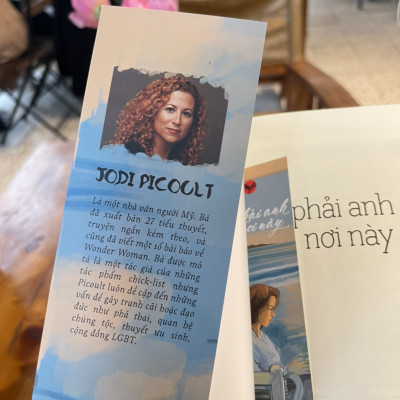 JODI PICOULT
Là một nhà văn người Mỹ. Bà
đã xuất bản 27 tiểu thuyết,
truyện ngắn kèm theo, và
cũng đã viết một số bài báo về
Wonder Woman. Bà được mô
tả là một tác giả của những
tác phẩm chick-list nhưng
Picoult luôn đề cập đến những
vấn đề gây tranh cãi hoặc đạo
đức như phá thai, quan hệ
chủng tộc, thuyết ưu sinh,
cộng đồng LGBT.
phải anh
nơi này
phải anh
nơi này